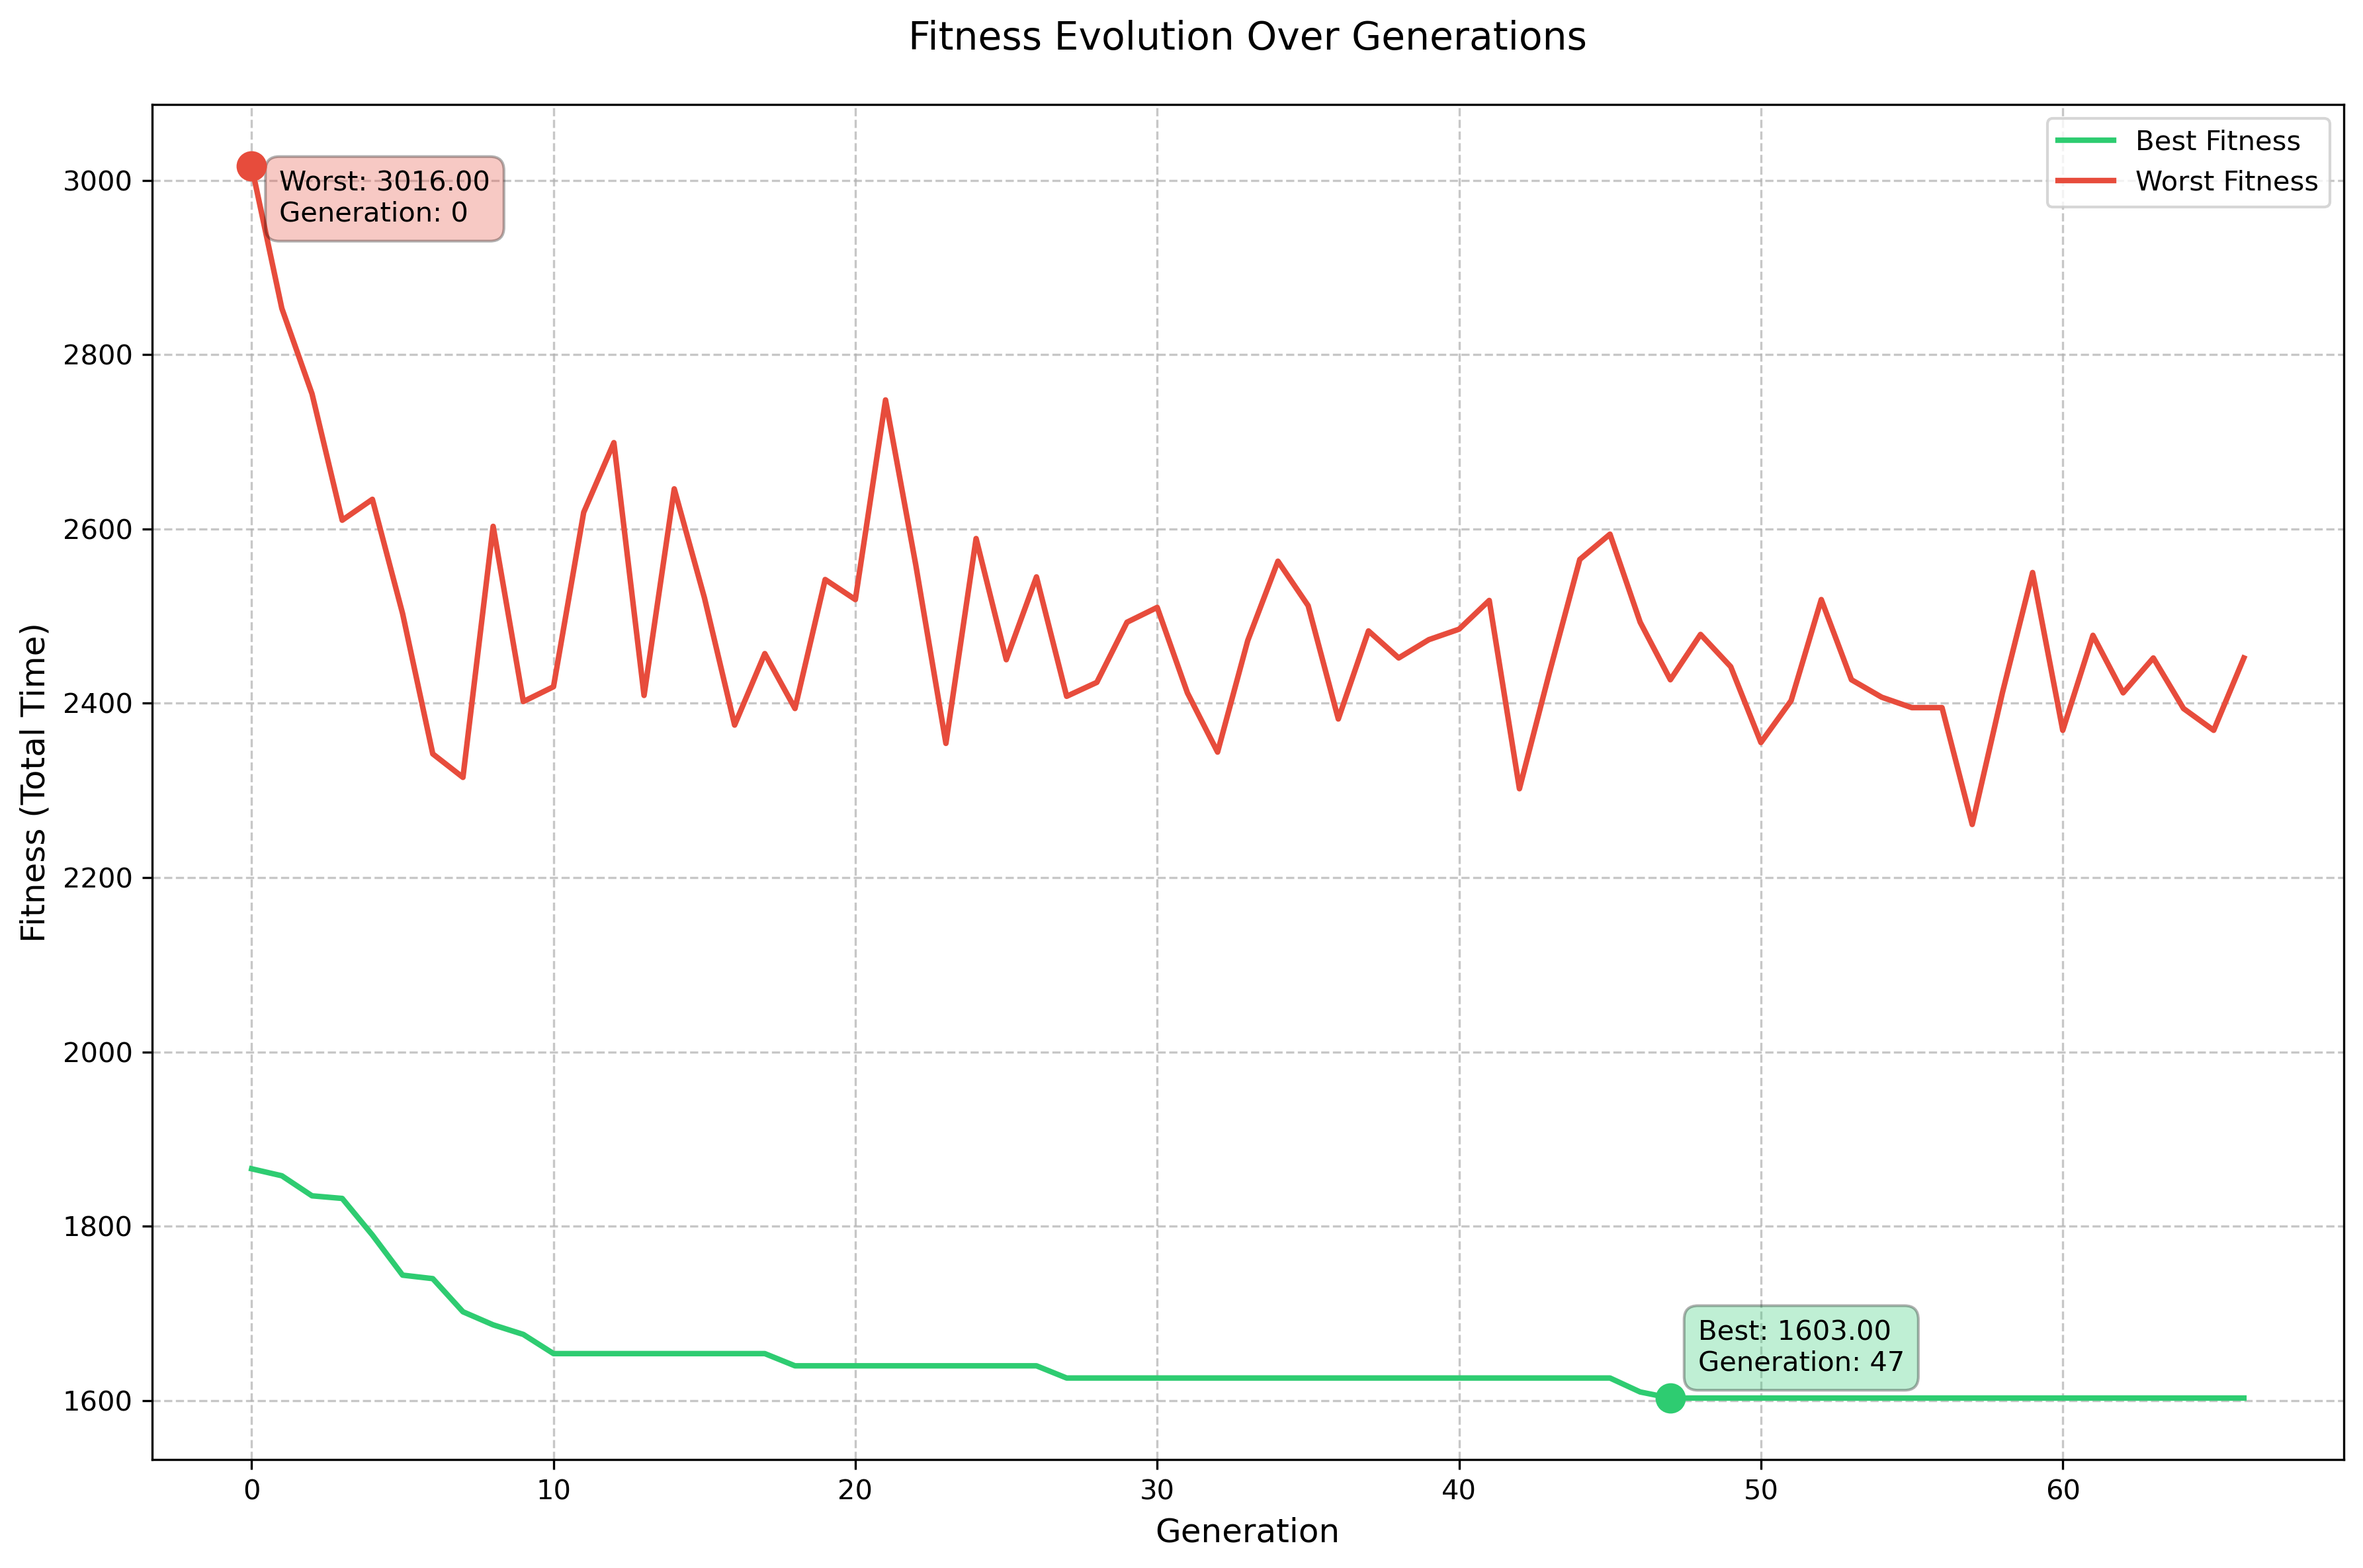 Fitness Evolution Over Generations
Best Fitness
Worst Fitness
Worst: 3016.00
Generation: 0
Best: 1603.00
Generation: 47
Fitness (Total Time)
3000
2800
2600
2400
2200
2000
1800
1600
0 10 20 30 40 50 60
Generation